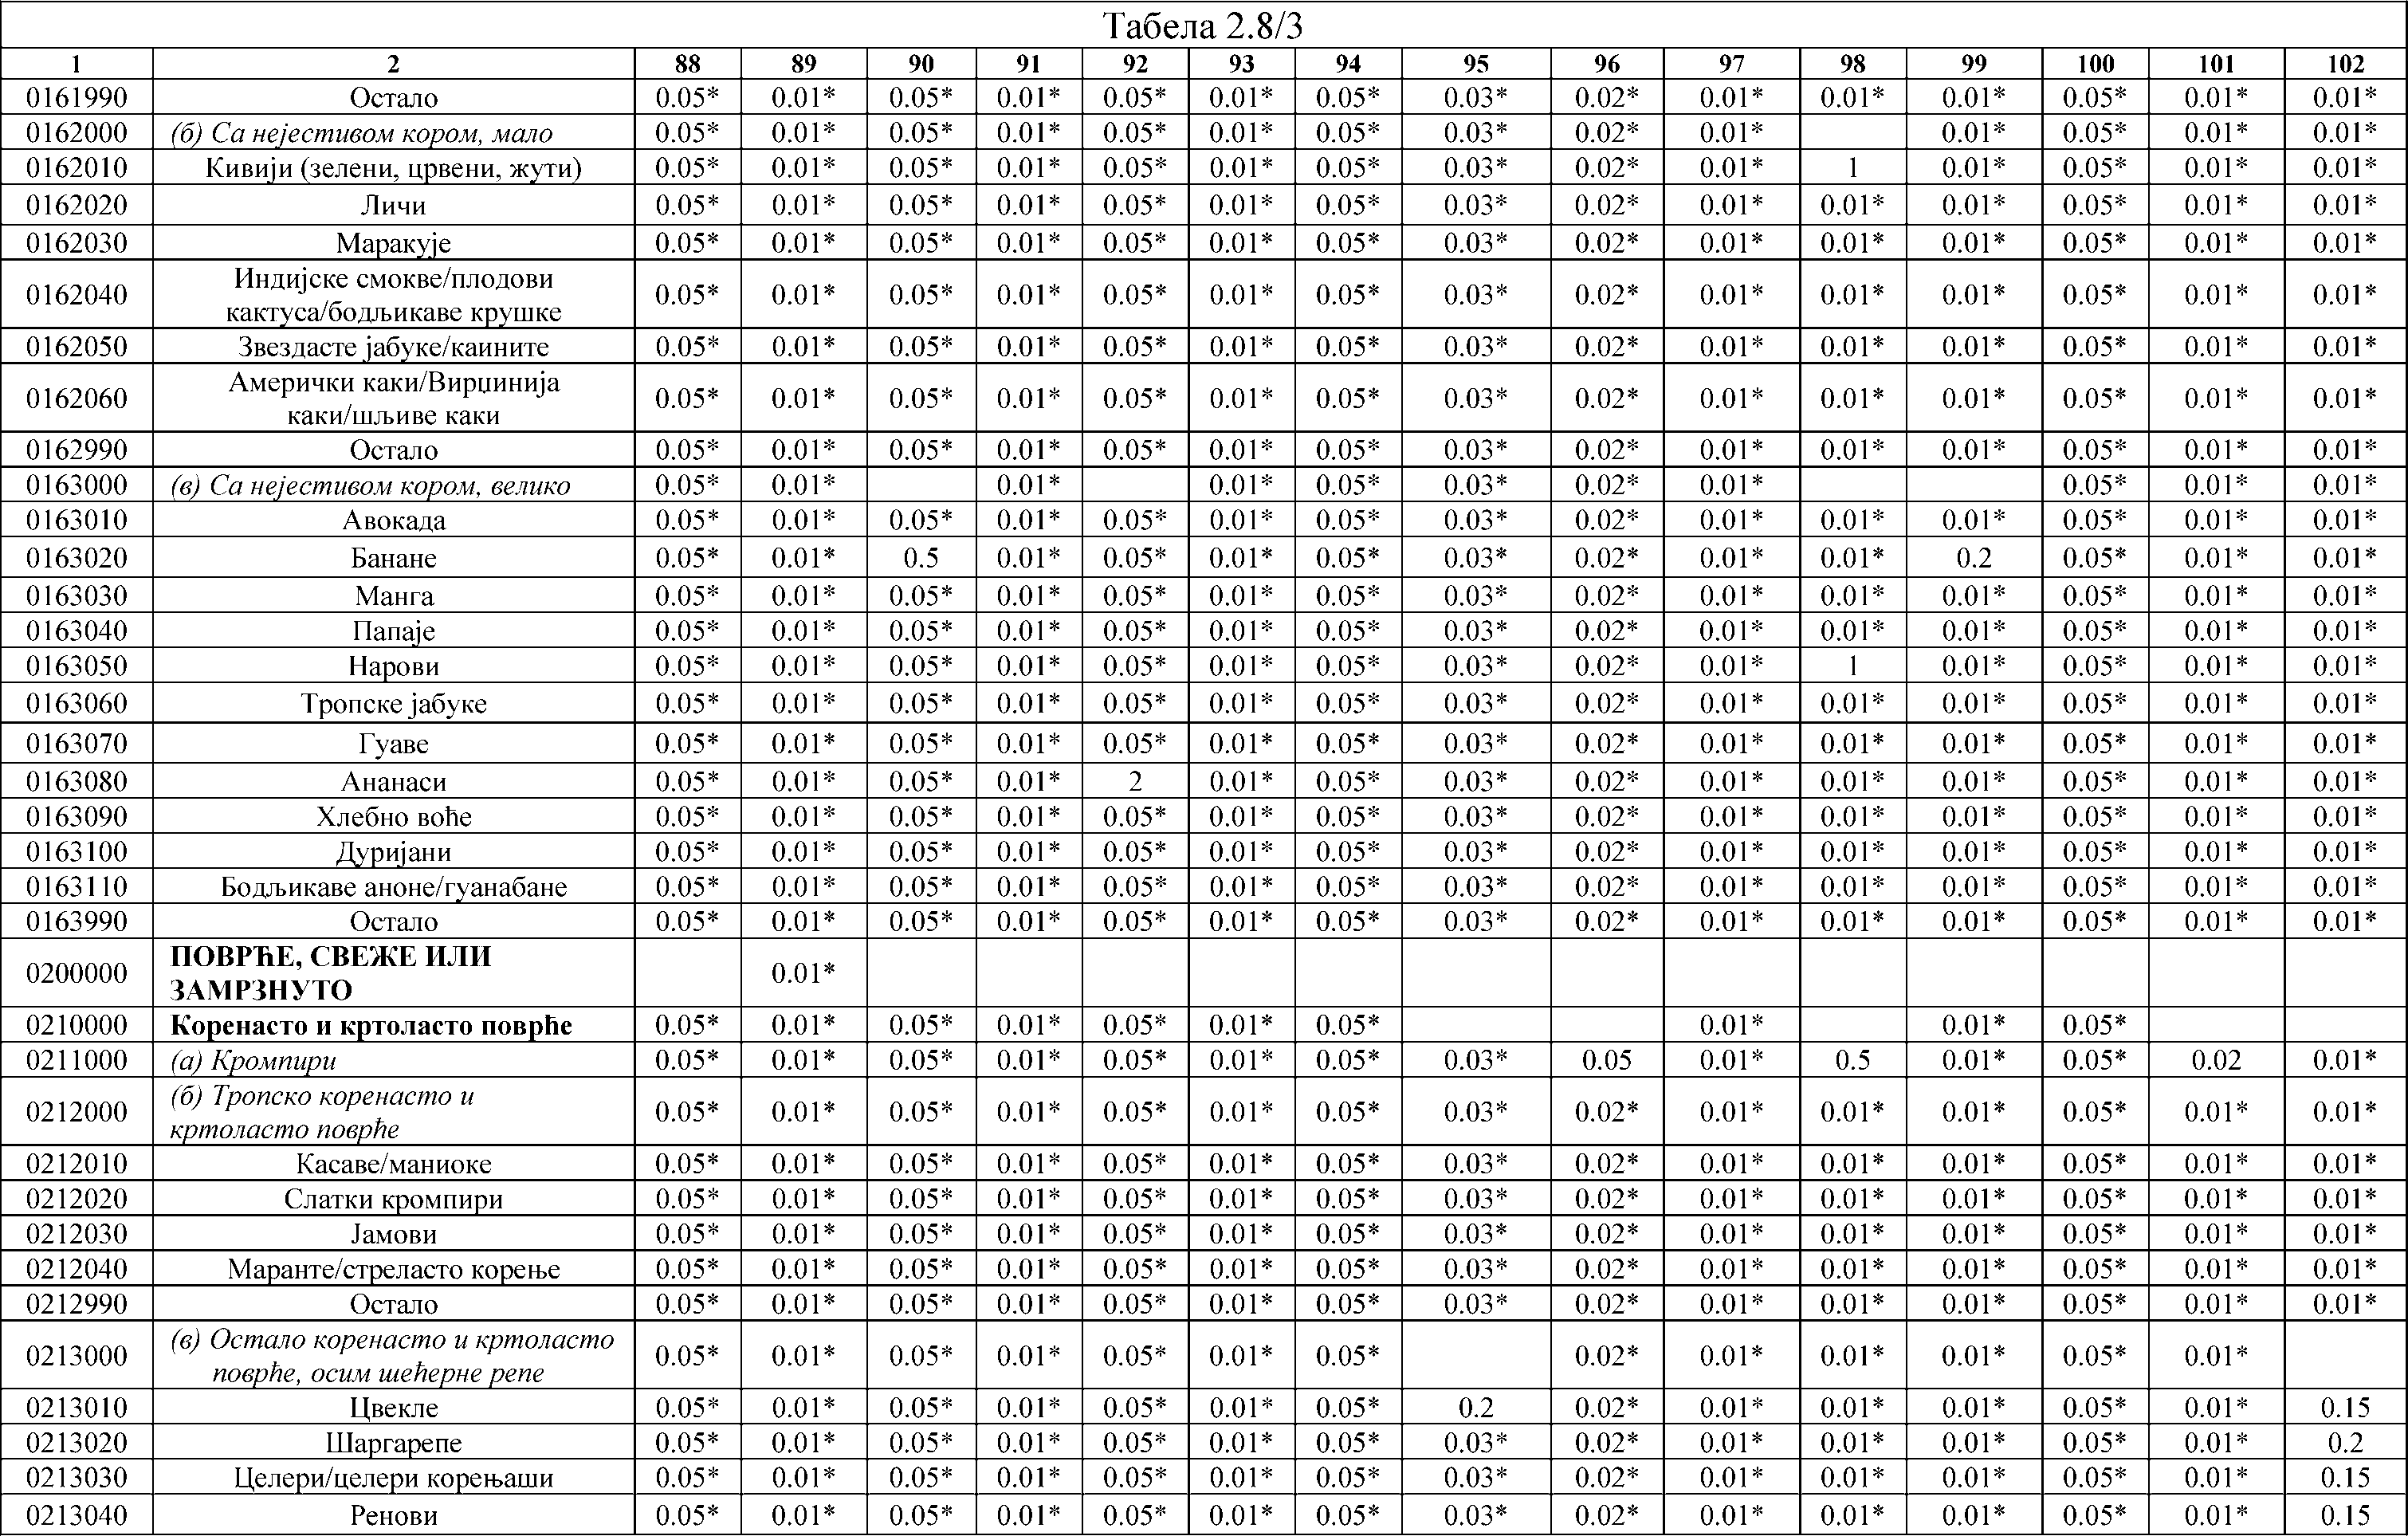 Табела 2.8/3
1 2 88 89 90 91 92 93 94 95 96 97 98 99 100 101 102
0161990 Остало 0.05* 0.01* 0.05* 0.01* 0.05* 0.01* 0.05* 0.03* 0.02* 0.01* 0.01* 0.01* 0.05* 0.01* 0.01*
0162000 (б) Са нејестивом кором, мало 0.05* 0.01* 0.05* 0.01* 0.05* 0.01* 0.05* 0.03* 0.02* 0.01* 0.01* 0.05* 0.01* 0.01*
0162010 Кивији (зелени, црвени, жути) 0.05* 0.01* 0.05* 0.01* 0.05* 0.01* 0.05* 0.03* 0.02* 0.01* 1 0.01* 0.05* 0.01* 0.01*
0162020 Личи 0.05* 0.01* 0.05* 0.01* 0.05* 0.01* 0.05* 0.03* 0.02* 0.01* 0.01* 0.01* 0.05* 0.01* 0.01*
0162030 Маракује 0.05* 0.01* 0.05* 0.01* 0.05* 0.01* 0.05* 0.03* 0.02* 0.01* 0.01* 0.01* 0.05* 0.01* 0.01*
Индијске смокве/плодови
0162040 кактуса/бодљикаве крушке 0.05* 0.01* 0.05* 0.01* 0.05* 0.01* 0.05* 0.03* 0.02* 0.01* 0.01* 0.01* 0.05* 0.01* 0.01*
0162050 Звездасте јабуке/каините 0.05* 0.01* 0.05* 0.01* 0.05* 0.01* 0.05* 0.03* 0.02* 0.01* 0.01* 0.01* 0.05* 0.01* 0.01*
Амерички каки/Вирџинија
0162060 каки/шљиве каки 0.05* 0.01* 0.05* 0.01* 0.05* 0.01* 0.05* 0.03* 0.02* 0.01* 0.01* 0.01* 0.05* 0.01* 0.01*
0162990 Остало 0.05* 0.01* 0.05* 0.01* 0.05* 0.01* 0.05* 0.03* 0.02* 0.01* 0.01* 0.01* 0.05* 0.01* 0.01*
0163000 (в) Са нејестивом кором, велико 0.05* 0.01* 0.01* 0.01* 0.05* 0.03* 0.02* 0.01* 0.05* 0.01* 0.01*
0163010 Авокада 0.05* 0.01* 0.05* 0.01* 0.05* 0.01* 0.05* 0.03* 0.02* 0.01* 0.01* 0.01* 0.05* 0.01* 0.01*
0163020 Банане 0.05* 0.01* 0.5 0.01* 0.05* 0.01* 0.05* 0.03* 0.02* 0.01* 0.01* 0.2 0.05* 0.01* 0.01*
0163030 Манга 0.05* 0.01* 0.05* 0.01* 0.05* 0.01* 0.05* 0.03* 0.02* 0.01* 0.01* 0.01* 0.05* 0.01* 0.01*
0163040 Папаје 0.05* 0.01* 0.05* 0.01* 0.05* 0.01* 0.05* 0.03* 0.02* 0.01* 0.01* 0.01* 0.05* 0.01* 0.01*
0163050 Нарови 0.05* 0.01* 0.05* 0.01* 0.05* 0.01* 0.05* 0.03* 0.02* 0.01* 1 0.01* 0.05* 0.01* 0.01*
0163060 Тропске јабуке 0.05* 0.01* 0.05* 0.01* 0.05* 0.01* 0.05* 0.03* 0.02* 0.01* 0.01* 0.01* 0.05* 0.01* 0.01*
0163070 Гуаве 0.05* 0.01* 0.05* 0.01* 0.05* 0.01* 0.05* 0.03* 0.02* 0.01* 0.01* 0.01* 0.05* 0.01* 0.01*
0163080 Ананаси 0.05* 0.01* 0.05* 0.01* 2 0.01* 0.05* 0.03* 0.02* 0.01* 0.01* 0.01* 0.05* 0.01* 0.01*
0163090 Хлебно воће 0.05* 0.01* 0.05* 0.01* 0.05* 0.01* 0.05* 0.03* 0.02* 0.01* 0.01* 0.01* 0.05* 0.01* 0.01*
0163100 Дуријани 0.05* 0.01* 0.05* 0.01* 0.05* 0.01* 0.05* 0.03* 0.02* 0.01* 0.01* 0.01* 0.05* 0.01* 0.01*
0163110 Бодљикаве аноне/гуанабане 0.05* 0.01* 0.05* 0.01* 0.05* 0.01* 0.05* 0.03* 0.02* 0.01* 0.01* 0.01* 0.05* 0.01* 0.01*
0163990 Остало 0.05* 0.01* 0.05* 0.01* 0.05* 0.01* 0.05* 0.03* 0.02* 0.01* 0.01* 0.01* 0.05* 0.01* 0.01*
ПОВРЋЕ, СВЕЖЕ ИЛИ
0200000 ЗАМРЗНУТО 0.01*
0210000 Коренасто и кртоласто поврће 0.05* 0.01* 0.05* 0.01* 0.05* 0.01* 0.05* 0.01* 0.01* 0.05*
0211000 (а) Кромпири 0.05* 0.01* 0.05* 0.01* 0.05* 0.01* 0.05* 0.03* 0.05 0.01* 0.5 0.01* 0.05* 0.02 0.01*
(б) Тропско коренасто и
0212000 кртоласто поврће 0.05* 0.01* 0.05* 0.01* 0.05* 0.01* 0.05* 0.03* 0.02* 0.01* 0.01* 0.01* 0.05* 0.01* 0.01*
0212010 Касаве/маниоке 0.05* 0.01* 0.05* 0.01* 0.05* 0.01* 0.05* 0.03* 0.02* 0.01* 0.01* 0.01* 0.05* 0.01* 0.01*
0212020 Слатки кромпири 0.05* 0.01* 0.05* 0.01* 0.05* 0.01* 0.05* 0.03* 0.02* 0.01* 0.01* 0.01* 0.05* 0.01* 0.01*
0212030 Јамови 0.05* 0.01* 0.05* 0.01* 0.05* 0.01* 0.05* 0.03* 0.02* 0.01* 0.01* 0.01* 0.05* 0.01* 0.01*
0212040 Маранте/стреласто корење 0.05* 0.01* 0.05* 0.01* 0.05* 0.01* 0.05* 0.03* 0.02* 0.01* 0.01* 0.01* 0.05* 0.01* 0.01*
0212990 Остало 0.05* 0.01* 0.05* 0.01* 0.05* 0.01* 0.05* 0.03* 0.02* 0.01* 0.01* 0.01* 0.05* 0.01* 0.01*
(в) Остало коренасто и кртоласто
0213000 поврће, осим шећерне репе 0.05* 0.01* 0.05* 0.01* 0.05* 0.01* 0.05* 0.02* 0.01* 0.01* 0.01* 0.05* 0.01*
0213010 Цвекле 0.05* 0.01* 0.05* 0.01* 0.05* 0.01* 0.05* 0.2 0.02* 0.01* 0.01* 0.01* 0.05* 0.01* 0.15
0213020 Шаргарепе 0.05* 0.01* 0.05* 0.01* 0.05* 0.01* 0.05* 0.03* 0.02* 0.01* 0.01* 0.01* 0.05* 0.01* 0.2
0213030 Целери/целери корењаши 0.05* 0.01* 0.05* 0.01* 0.05* 0.01* 0.05* 0.03* 0.02* 0.01* 0.01* 0.01* 0.05* 0.01* 0.15
0213040 Ренови 0.05* 0.01* 0.05* 0.01* 0.05* 0.01* 0.05* 0.03* 0.02* 0.01* 0.01* 0.01* 0.05* 0.01* 0.15